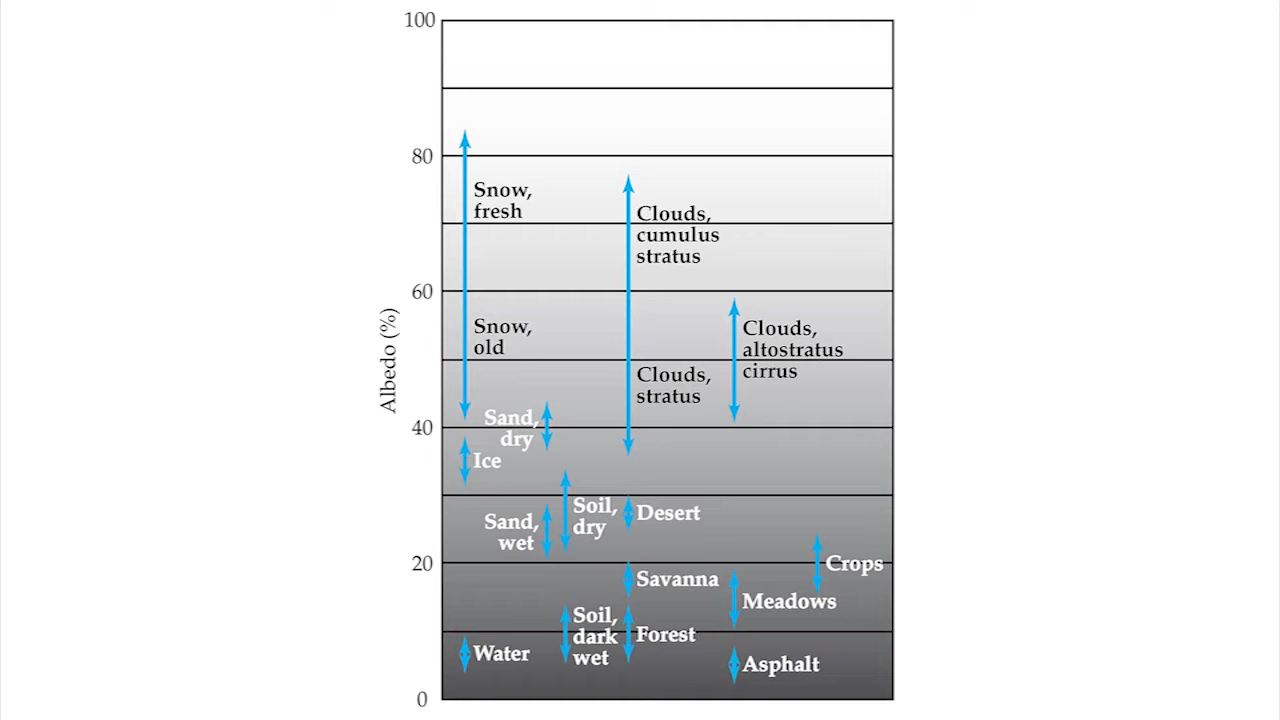 100
80
60
40
20
0
Albedo (%)
Snow,
fresh
Snow,
old
Clouds,
cumulus
stratus
Clouds,
stratus
Clouds,
altostratus
cirrus
Sand,
dry
Ice
Sand,
wet
Soil,
dry
Desert
Crops
Savanna
Meadows
Soil,
dark
wet
Forest
Water
Asphalt